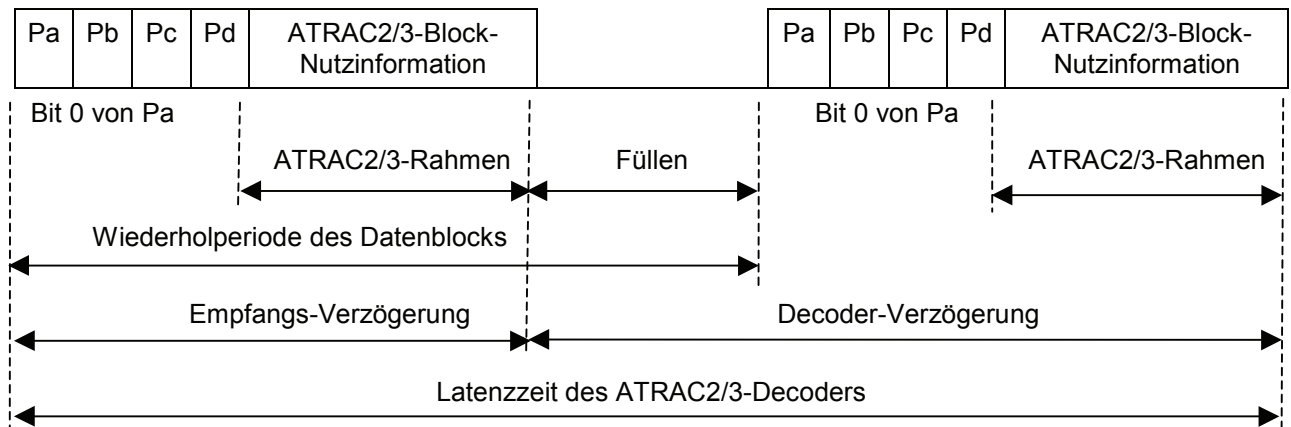 Pa Pb Pc Pd ATRAC2/3-Block- Pa Pb Pc Pd ATRAC2/3-Block-
Nutzinformation Nutzinformation
Bit 0 von Pa Bit 0 von Pa
ATRAC2/3-Rahmen Füllen ATRAC2/3-Rahmen
Wiederholperiode des Datenblocks
Empfangs-Verzögerung Decoder-Verzögerung
Latenzzeit des ATRAC2/3-Decoders